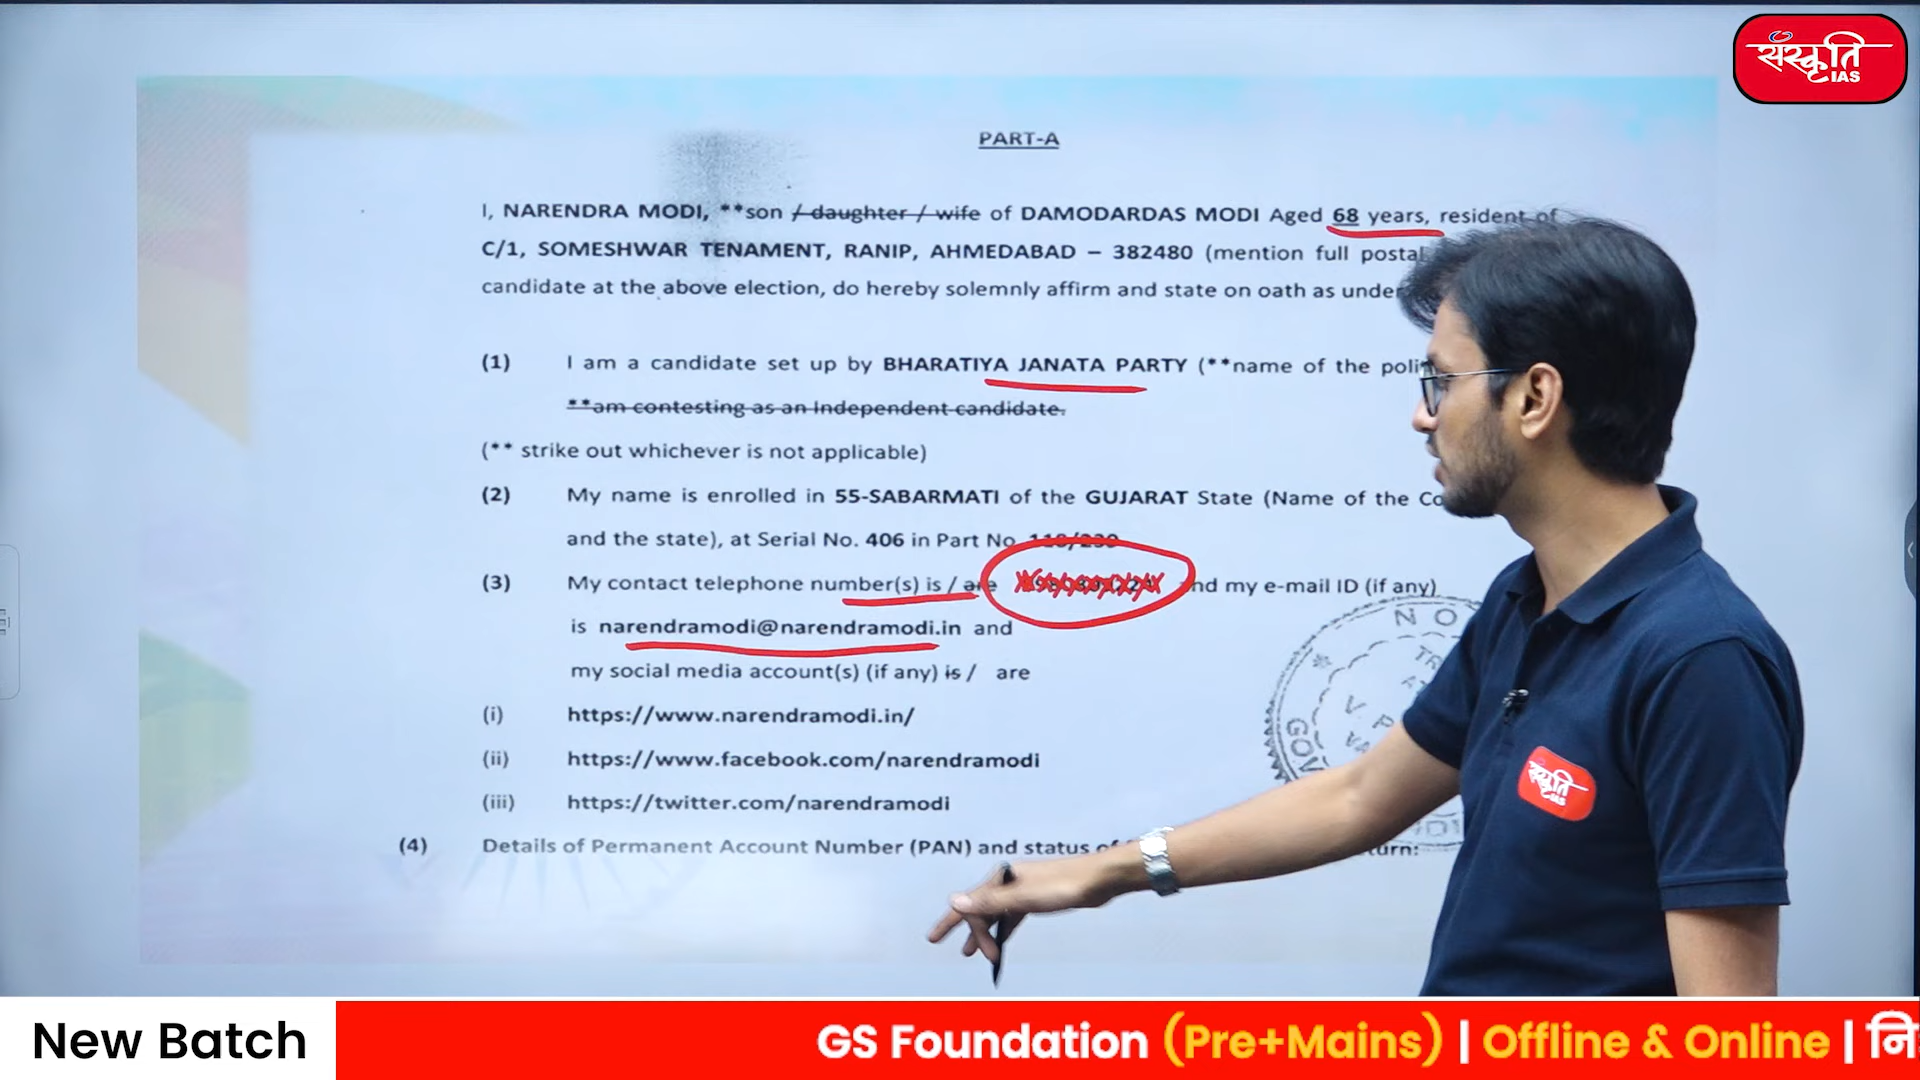 संस्कृति
IAS
PART-A
I, NARENDRA MODI, **son / daughter / wife of DAMODARDAS MODI Aged 68 years, resident of
C/1, SOMESHWAR TENAMENT, RANIP, AHMEDABAD – 382480 (mention full postal
candidate at the above election, do hereby solemnly affirm and state on oath as under
(1) I am a candidate set up by BHARATIYA JANATA PARTY (**name of the
**am contesting as an Independent candidate.
(** strike out whichever is not applicable)
(2) My name is enrolled in 55-SABARMATI of the GUJARAT State (Name of the
and the state), at Serial No. 406 in Part No
(3) My contact telephone number(s) is / are and my e-mail ID (if any)
is narendramodi@narendramodi.in and
my social media account(s) (if any) is / are
(i) https://www.narendramodi.in/
(ii) https://www.facebook.com/narendramodi
(iii) https://twitter.com/narendramodi
(4) Details of Permanent Account Number (PAN) and status of
संस्कृति
IAS
New Batch
GS Foundation (Pre+Mains) | Offline & Online |